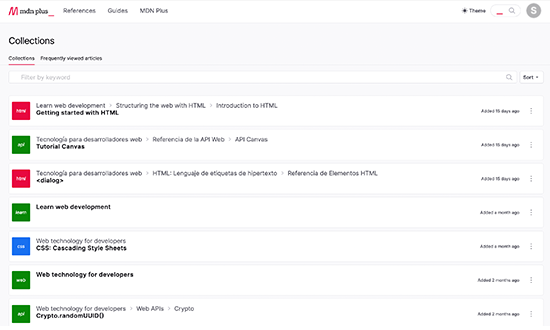 mdn plus_ References Guides MDN Plus Theme S
Collections
Collections Frequently viewed articles
Filter by keyword Sort
html Learn web development > Structuring the web with HTML > Introduction to HTML
Getting started with HTML Added 15 days ago
api Tecnología para desarrolladores web > Referencia de la API Web > API Canvas
Tutorial Canvas Added 15 days ago
html Tecnología para desarrolladores web > HTML: Lenguaje de etiquetas de hipertexto > Referencia de Elementos HTML
<dialog> Added 15 days ago
learn Learn web development Added a month ago
css Web technology for developers
CSS: Cascading Style Sheets Added a month ago
web Web technology for developers Added 2 months ago
api Web technology for developers > Web APIs > Crypto
Crypto.randomUUID() Added 2 months ago